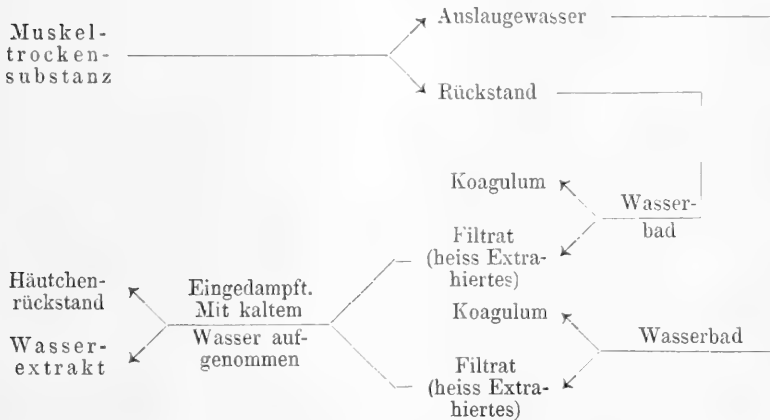 Muskel-
trocken-
substanz
Auslaugewasser
Rückstand
Koagulum
Wasser-
bad
Filtrat
(heiss Extra-
hiertes)
Häutchen-
rückstand
Wasser-
extrakt
Eingedampft.
Mit kaltem
Wasser auf-
genommen
Koagulum
Wasserbad
Filtrat
(heiss Extra-
hiertes)